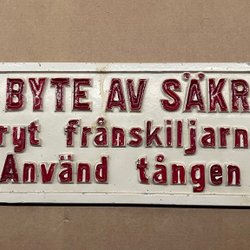 BYTE AV SÄKR
ryt frånskiljarn
Använd tången